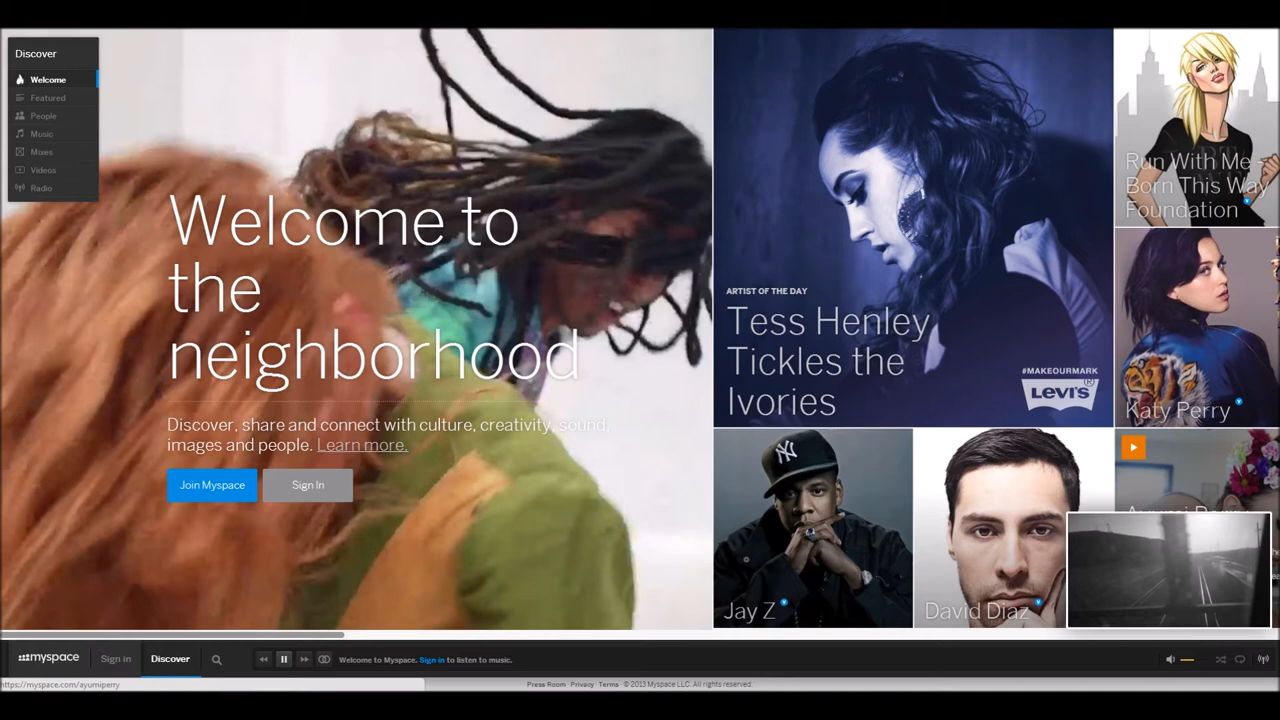 Discover
Welcome
Featured
People
Music
Mixes
Videos
Radio
Welcome to
the
neighborhood
Discover, share and connect with culture, creativity, sound,
images and people. Learn more.
Join Myspace
Sign In
ARTIST OF THE DAY
Tess Henley
Tickles the
Ivories
#MAKEOURMARK
LEVI'S®
Run With Me -
Born This Way
Foundation
Katy Perry
Jay Z
David Diaz
myspace
Sign in
Discover
Welcome to Myspace. Sign in to listen to music.
https://myspace.com/ayumiperry
Press Room · Privacy · Terms · © 2013 Myspace LLC. All rights reserved.